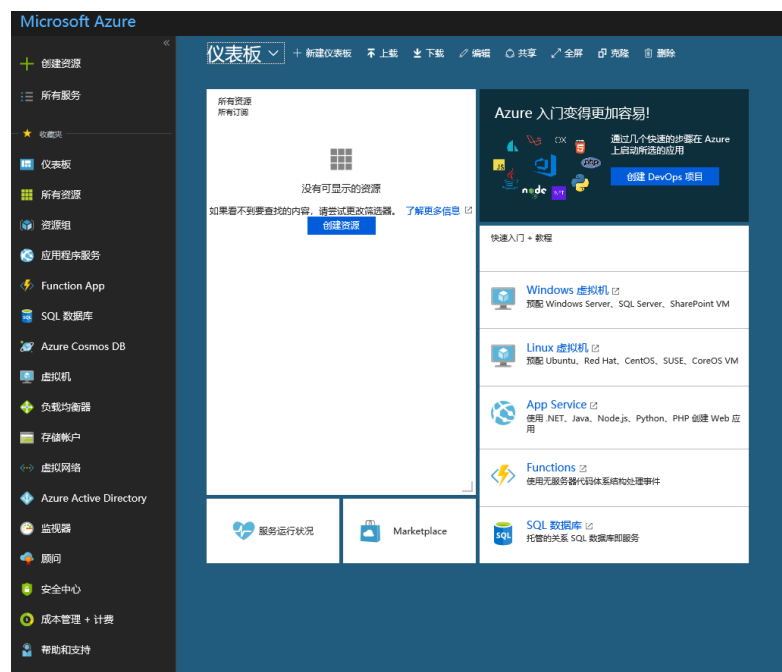 Microsoft Azure
«
创建资源
所有服务
收藏夹
仪表板
所有资源
资源组
应用程序服务
Function App
SQL 数据库
Azure Cosmos DB
虚拟机
负载均衡器
存储帐户
虚拟网络
Azure Active Directory
监视器
顾问
安全中心
成本管理 + 计费
帮助和支持
仪表板
+ 新建仪表板 上载 下载 编辑 共享 全屏 克隆 删除
所有资源
所有订阅
没有可显示的资源
如果看不到要查找的内容，请尝试更改筛选器。 了解更多信息
创建资源
服务运行状况
Marketplace
Azure 入门变得更加容易!
通过几个快速的步骤在 Azure
上启动所选的应用
创建 DevOps 项目
JS
php
node
.NET
快速入门 + 教程
Windows 虚拟机
预配 Windows Server、SQL Server、SharePoint VM
Linux 虚拟机
预配 Ubuntu、Red Hat、CentOS、SUSE、CoreOS VM
App Service
使用 .NET、Java、Node.js、Python、PHP 创建 Web 应
用
Functions
使用无服务器代码体系结构处理事件
SQL
SQL 数据库
托管的关系 SQL 数据库即服务